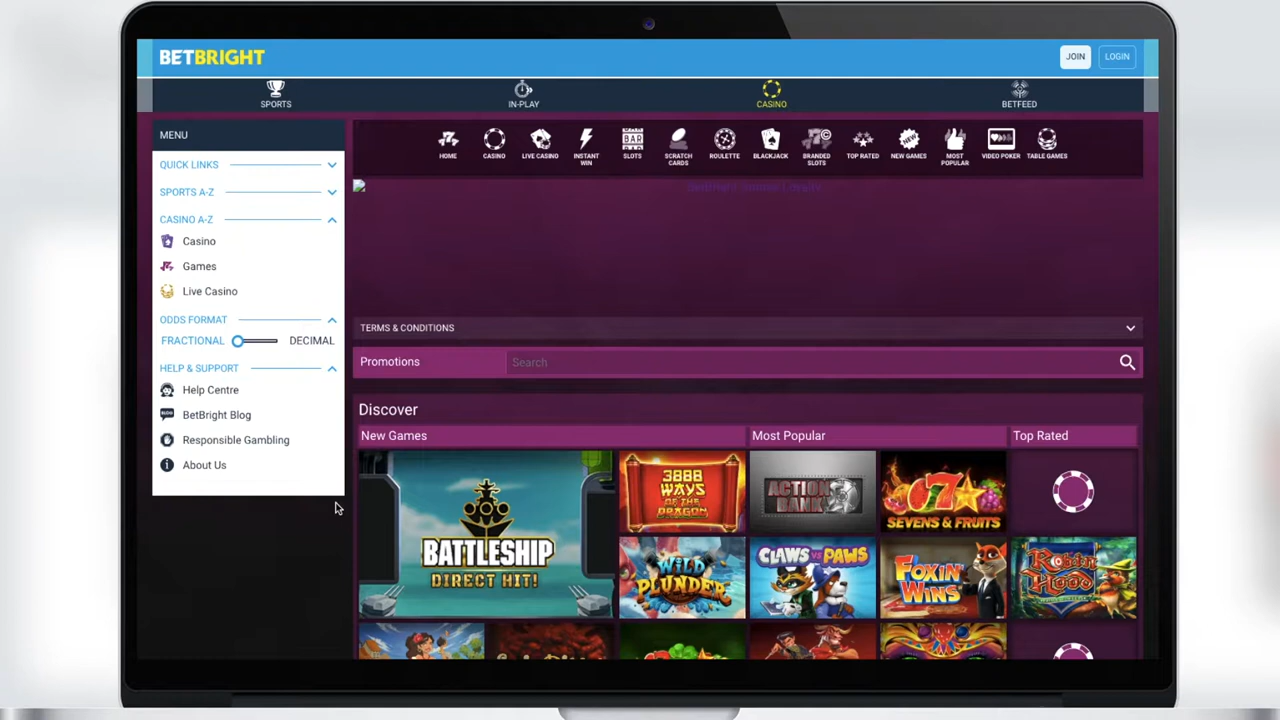 BETBRIGHT
JOIN
LOGIN
SPORTS
IN-PLAY
CASINO
BETFEED
MENU
QUICK LINKS
SPORTS A-Z
CASINO A-Z
Casino
Games
Live Casino
ODDS FORMAT
FRACTIONAL
DECIMAL
HELP & SUPPORT
Help Centre
BetBright Blog
Responsible Gambling
About Us
HOME
CASINO
LIVE CASINO
INSTANT
WIN
BAR
SLOTS
SCRATCH
CARDS
ROULETTE
BLACKJACK
BRANDED
SLOTS
TOP RATED
NEW GAMES
MOST
POPULAR
VIDEO POKER
TABLE GAMES
TERMS & CONDITIONS
Promotions
Search
Discover
New Games
Most Popular
Top Rated
BATTLESHIP
DIRECT HIT!
3888
WAYS
OF THE
DRAGON
ACTION
BANK
777
SEVENS & FRUITS
WILD
PLUNDER
CLAWS VS PAWS
FOXIN'
WINS
Robin
Hood